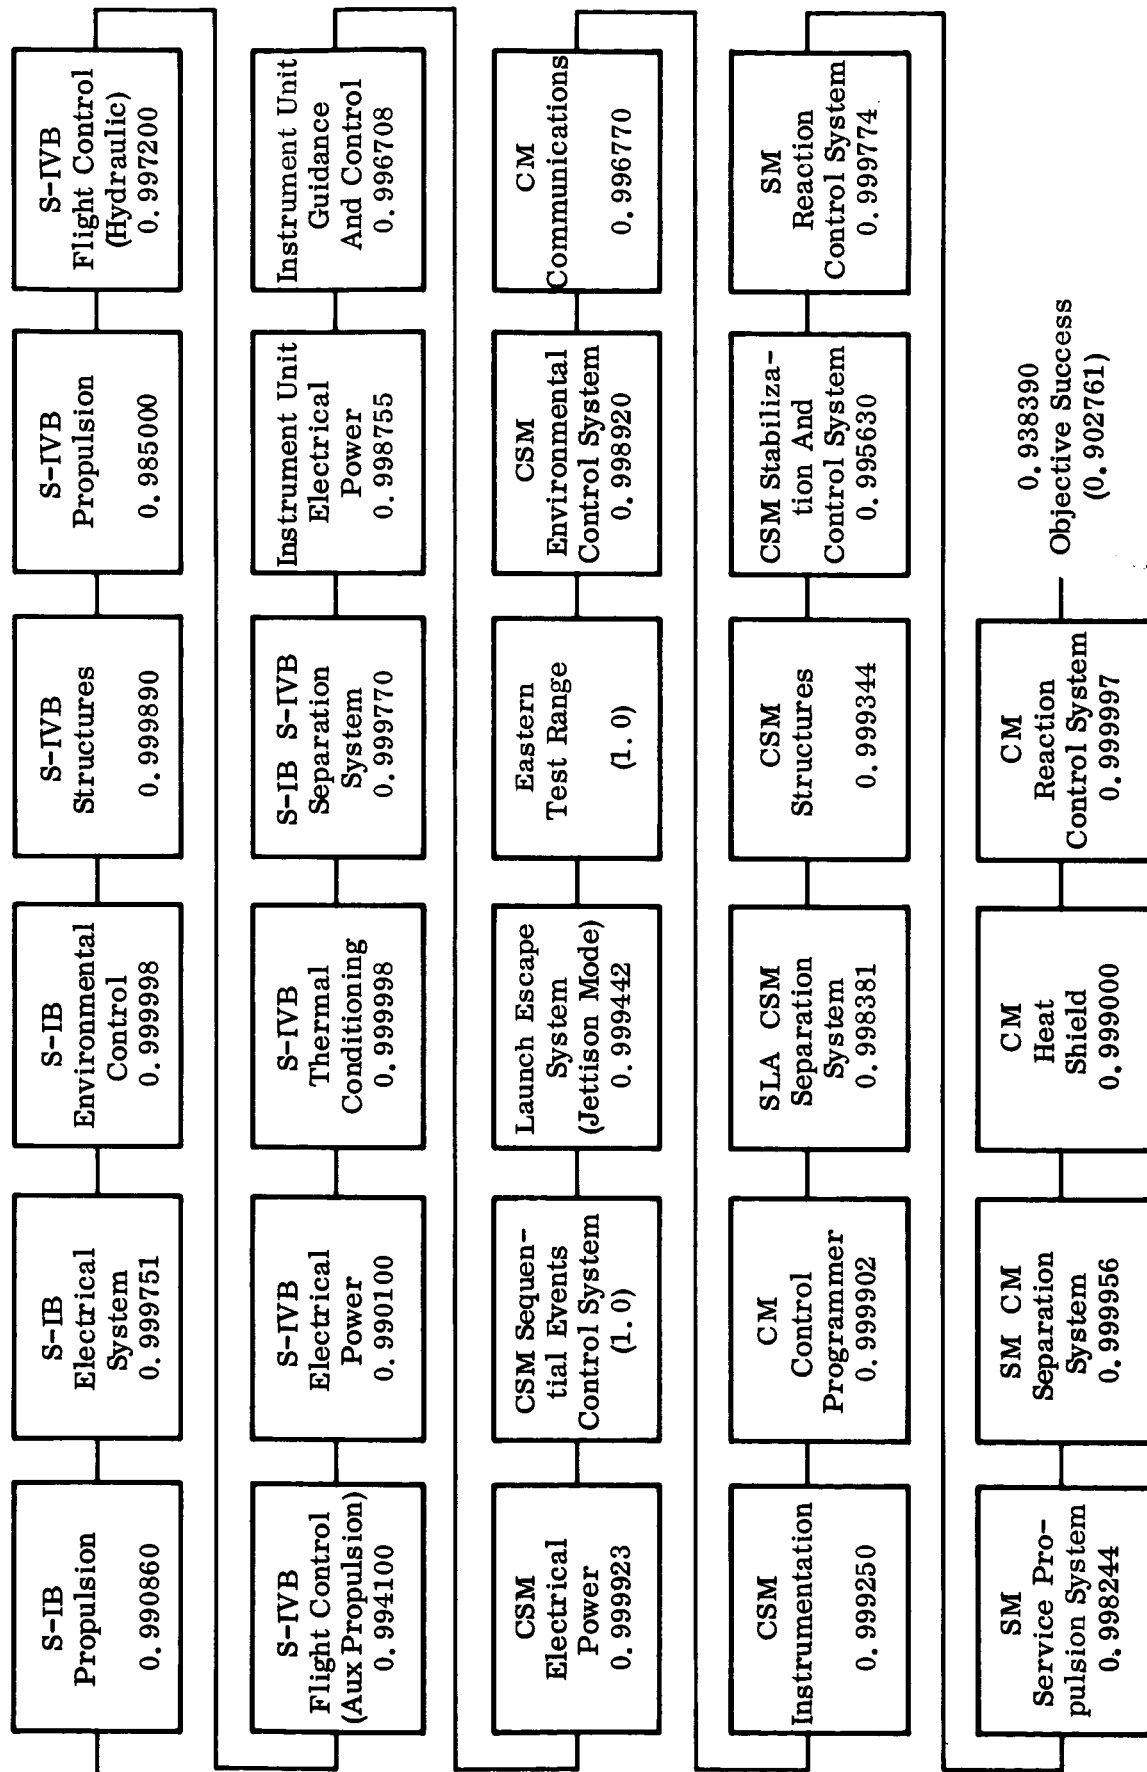 S-IB
Propulsion
0.990860
S-IB
Electrical
System
0.999751
S-IB
Environmental
Control
0.999998
S-IVB
Structures
0.999890
S-IVB
Propulsion
0.985000
S-IVB
Flight Control
(Hydraulic)
0.997200
S-IVB
Flight Control
(Aux Propulsion)
0.994100
S-IVB
Electrical
Power
0.990100
S-IVB
Thermal
Conditioning
0.999998
S-IB S-IVB
Separation
System
0.999770
Instrument Unit
Electrical
Power
0.998755
Instrument Unit
Guidance
And Control
0.996708
CSM
Electrical
Power
0.999923
CSM Sequen-
tial Events
Control System
(1.0)
Launch Escape
System
(Jettison Mode)
0.999442
Eastern
Test Range
(1.0)
CSM
Environmental
Control System
0.998920
CM
Communications
0.996770
CSM
Instrumentation
0.999250
CM
Control
Programmer
0.999902
SLA CSM
Separation
System
0.998381
CSM
Structures
0.999344
CSM Stabiliza-
tion And
Control System
0.995630
SM
Reaction
Control System
0.999774
SM
Service Pro-
pulsion System
0.998244
SM CM
Separation
System
0.999956
CM
Heat
Shield
0.999000
CM
Reaction
Control System
0.999997
0.938390
Objective Success
(0.902761)